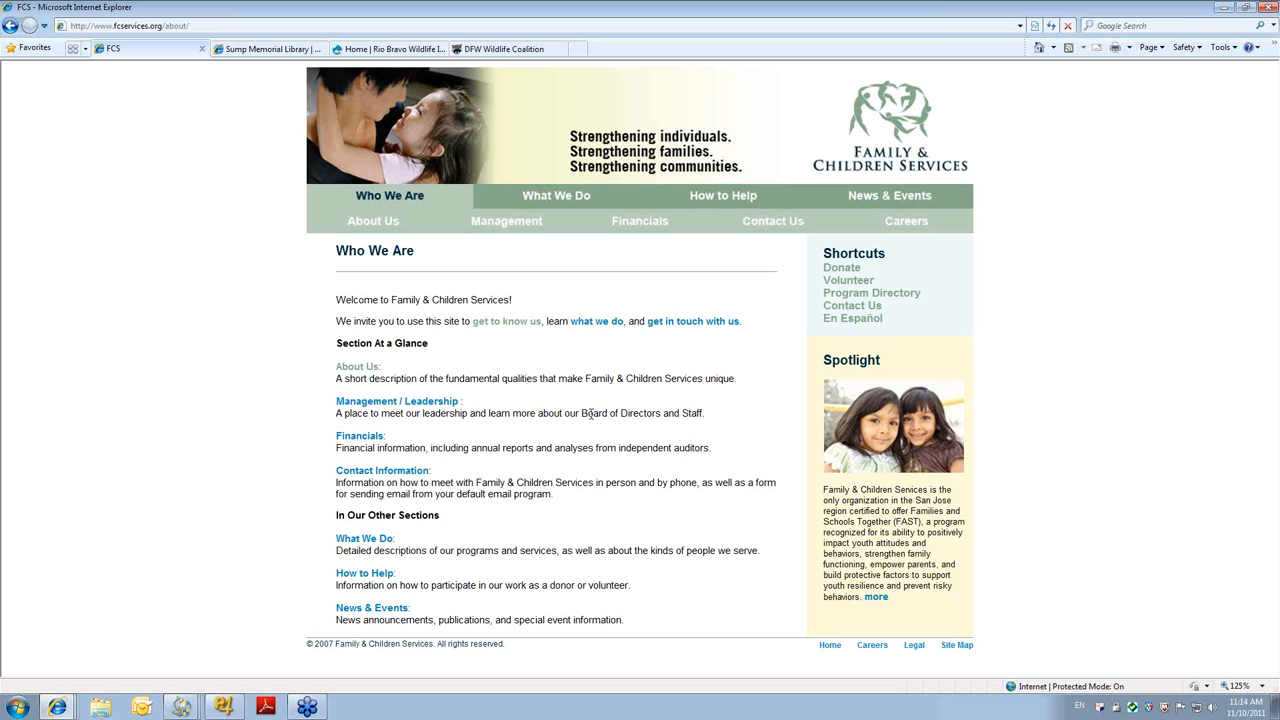 FCS - Microsoft Internet Explorer
http://www.fcservices.org/about/
Google Search
Favorites
FCS
Sump Memorial Library | ...
Home | Rio Bravo Wildlife I...
DFW Wildlife Coalition
Page
Safety
Tools
Strengthening individuals.
Strengthening families.
Strengthening communities.
FAMILY &
CHILDREN SERVICES
Who We Are
What We Do
How to Help
News & Events
About Us
Management
Financials
Contact Us
Careers
Who We Are
Welcome to Family & Children Services!
We invite you to use this site to get to know us, learn what we do, and get in touch with us.
Section At a Glance
About Us:
A short description of the fundamental qualities that make Family & Children Services unique.
Management / Leadership :
A place to meet our leadership and learn more about our Board of Directors and Staff.
Financials:
Financial information, including annual reports and analyses from independent auditors.
Contact Information:
Information on how to meet with Family & Children Services in person and by phone, as well as a form
for sending email from your default email program.
In Our Other Sections
What We Do:
Detailed descriptions of our programs and services, as well as about the kinds of people we serve.
How to Help:
Information on how to participate in our work as a donor or volunteer.
News & Events:
News announcements, publications, and special event information.
Shortcuts
Donate
Volunteer
Program Directory
Contact Us
En Español
Spotlight
Family & Children Services is the
only organization in the San Jose
region certified to offer Families and
Schools Together (FAST), a program
recognized for its ability to positively
impact youth attitudes and
behaviors, strengthen family
functioning, empower parents, and
build protective factors to support
youth resilience and prevent risky
behaviors. more
© 2007 Family & Children Services. All rights reserved.
Home
Careers
Legal
Site Map
Internet | Protected Mode: On
125%
EN
11:14 AM
11/10/2011